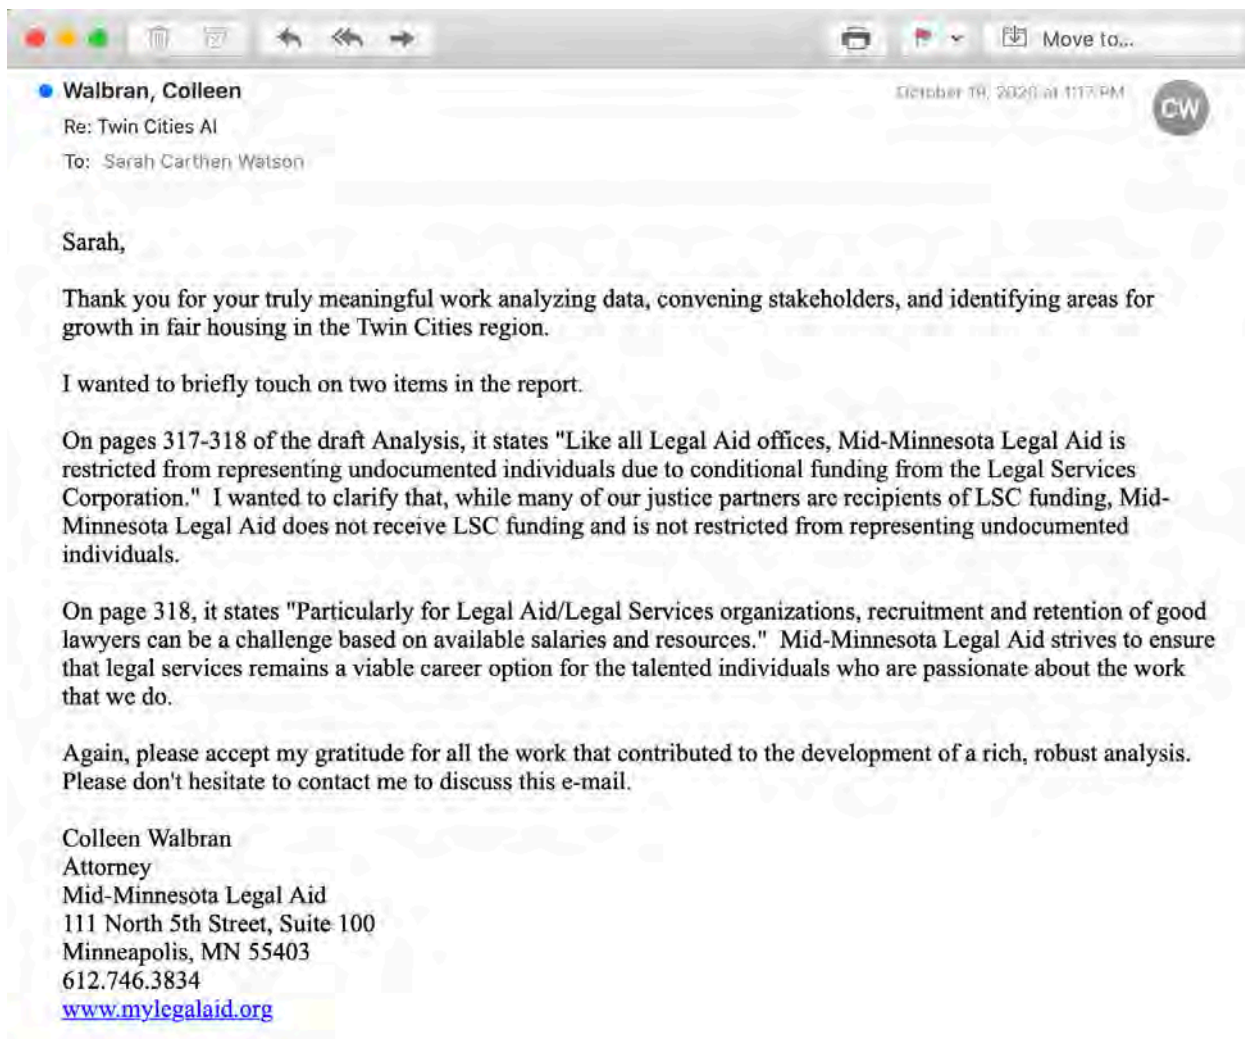 Move to...
Walbran, Colleen
October 19, 2020 at 1:17 PM
CW
Re: Twin Cities AI
To: Sarah Carthen Watson
Sarah,
Thank you for your truly meaningful work analyzing data, convening stakeholders, and identifying areas for
growth in fair housing in the Twin Cities region.
I wanted to briefly touch on two items in the report.
On pages 317-318 of the draft Analysis, it states "Like all Legal Aid offices, Mid-Minnesota Legal Aid is
restricted from representing undocumented individuals due to conditional funding from the Legal Services
Corporation."  I wanted to clarify that, while many of our justice partners are recipients of LSC funding, Mid-
Minnesota Legal Aid does not receive LSC funding and is not restricted from representing undocumented
individuals.
On page 318, it states "Particularly for Legal Aid/Legal Services organizations, recruitment and retention of good
lawyers can be a challenge based on available salaries and resources."  Mid-Minnesota Legal Aid strives to ensure
that legal services remains a viable career option for the talented individuals who are passionate about the work
that we do.
Again, please accept my gratitude for all the work that contributed to the development of a rich, robust analysis.
Please don't hesitate to contact me to discuss this e-mail.
Colleen Walbran
Attorney
Mid-Minnesota Legal Aid
111 North 5th Street, Suite 100
Minneapolis, MN 55403
612.746.3834
www.mylegalaid.org